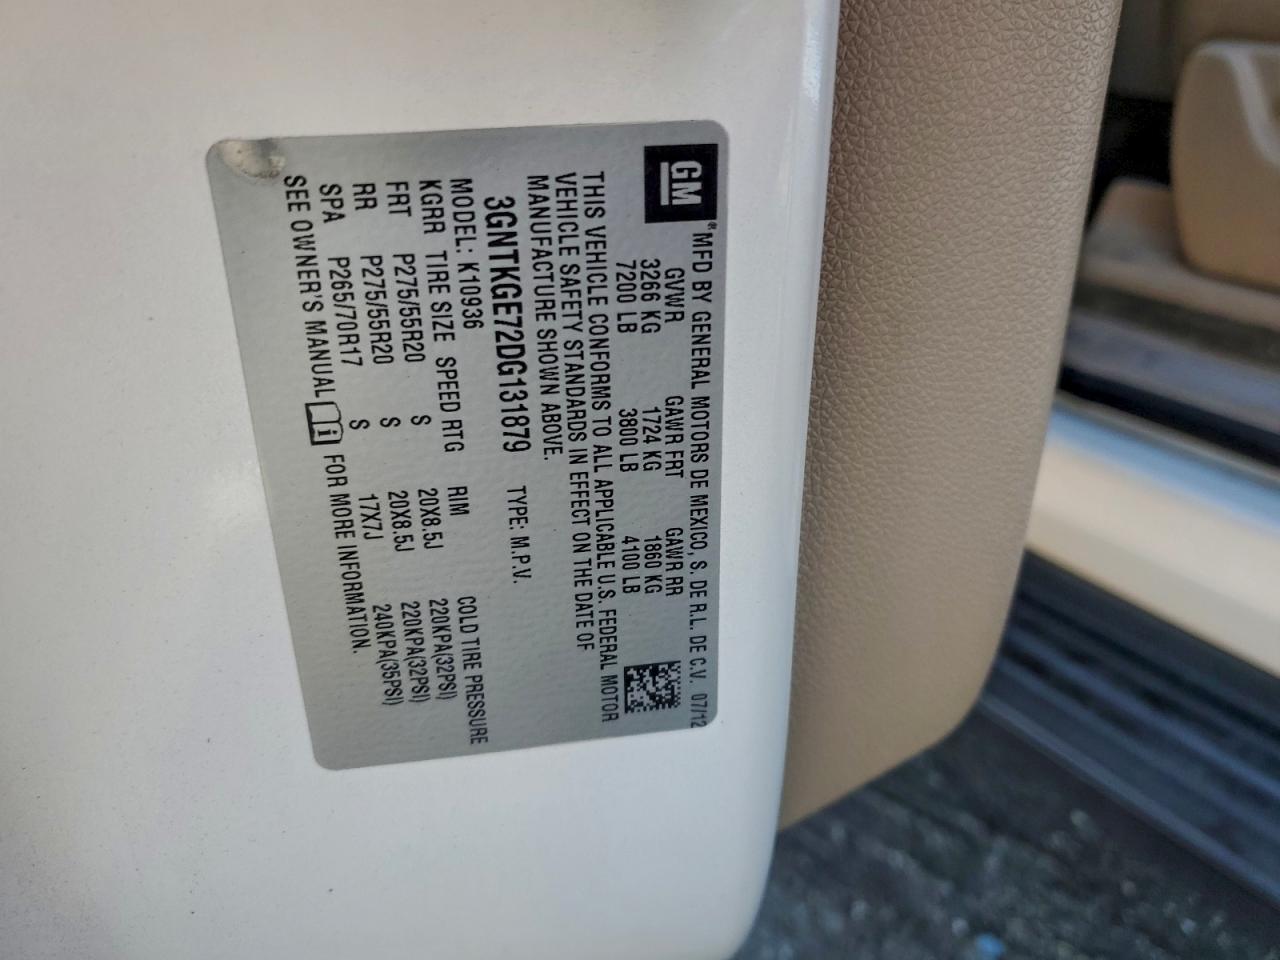 GM ® MFD BY GENERAL MOTORS DE MEXICO, S. DE R.L. DE C.V. 07/12
GVWR GAWR FRT GAWR RR
3266 KG 1724 KG 1860 KG
7200 LB 3800 LB 4100 LB
THIS VEHICLE CONFORMS TO ALL APPLICABLE U.S. FEDERAL MOTOR
VEHICLE SAFETY STANDARDS IN EFFECT ON THE DATE OF
MANUFACTURE SHOWN ABOVE.
3GNTKGE72DG131879 TYPE: M.P.V.
MODEL: K10936
KGRR TIRE SIZE SPEED RTG RIM COLD TIRE PRESSURE
FRT P275/55R20 S 20X8.5J 220KPA(32PSI)
RR P275/55R20 S 20X8.5J 220KPA(32PSI)
SPA P265/70R17 S 17X7J 240KPA(35PSI)
SEE OWNER'S MANUAL i FOR MORE INFORMATION.